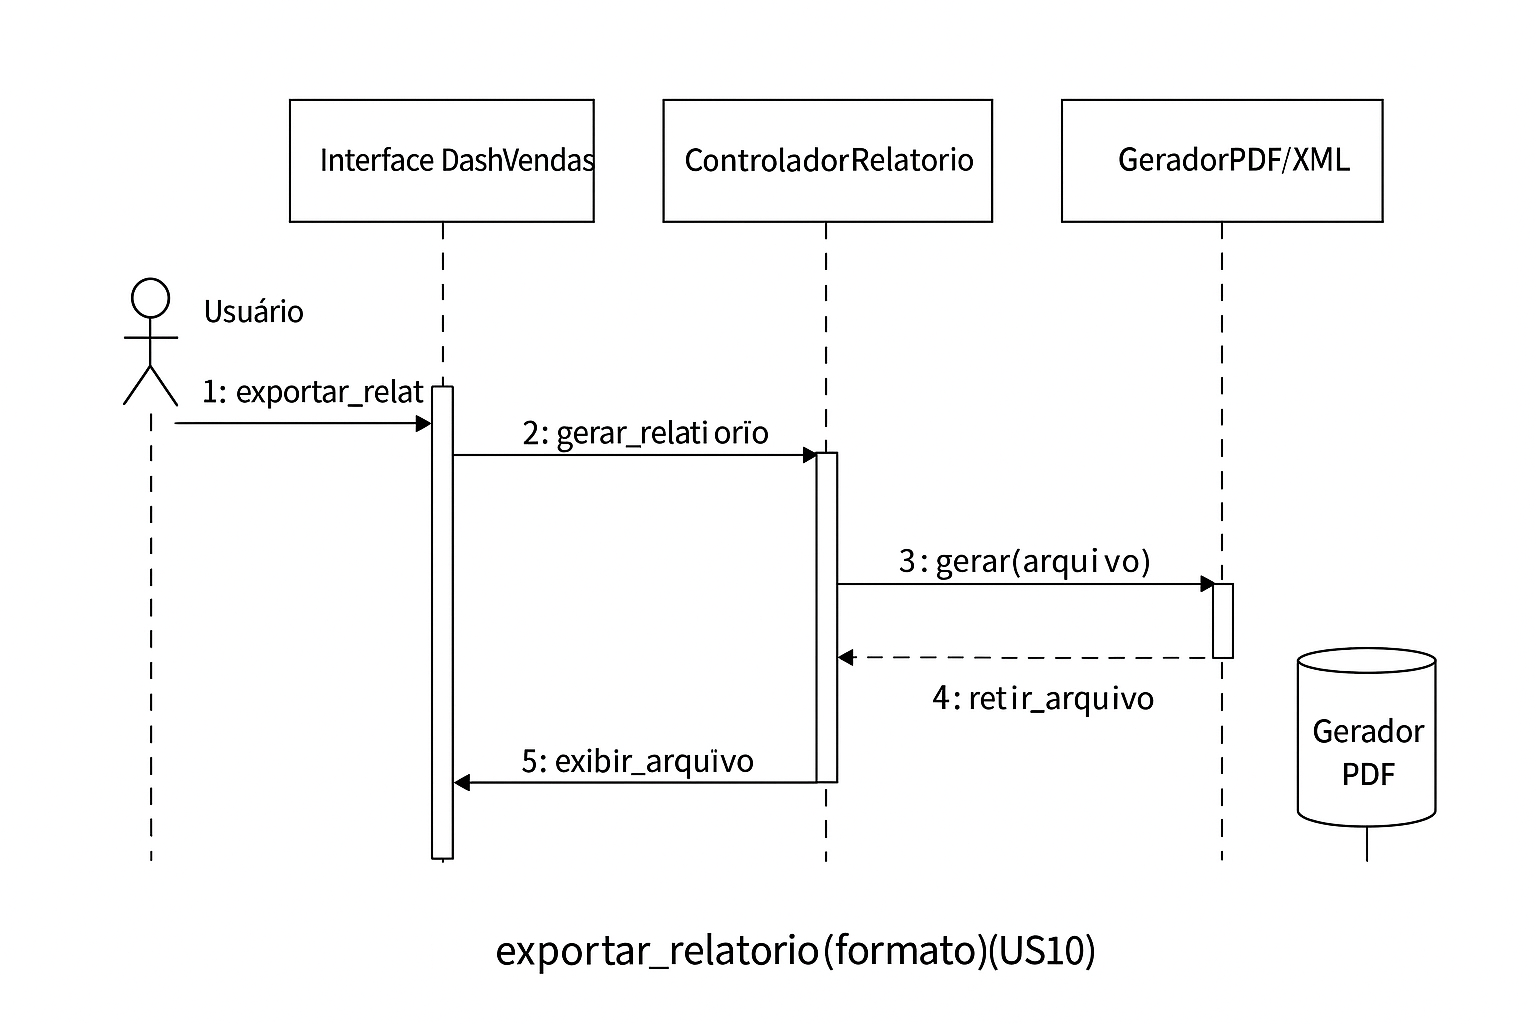 Interface DashVendas
ControladorRelatorio
GeradorPDF/XML
Usuário
1: exportar_relat
2: gerar_relati orïo
3: gerar(arqui vo)
4: retir_arquivo
Gerador
PDF
5: exibir_arquïvo
exportar_relatorio(formato)(US10)